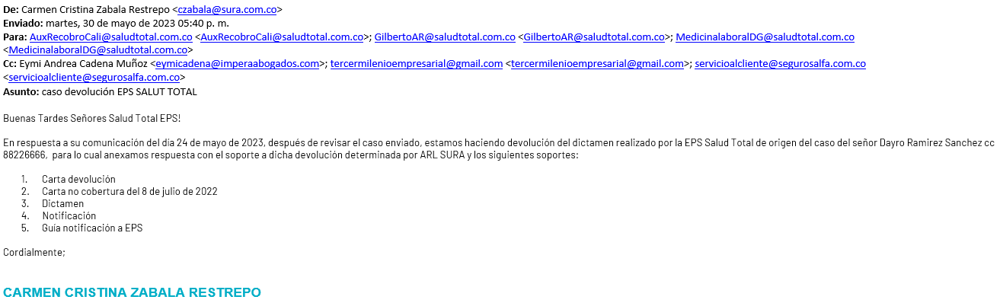 De: Carmen Cristina Zabala Restrepo <czabala@sura.com.co>
Enviado: martes, 30 de mayo de 2023 05:40 p. m.
Para: AuxRecobroCali@saludtotal.com.co <AuxRecobroCali@saludtotal.com.co>; GilbertoAR@saludtotal.com.co <GilbertoAR@saludtotal.com.co>; MedicinalaboralDG@saludtotal.com.co
<MedicinalaboralDG@saludtotal.com.co>
Cc: Eymi Andrea Cadena Muñoz <eymicadena@imperaabogados.com>; tercermilenioempresarial@gmail.com <tercermilenioempresarial@gmail.com>; servicioalcliente@segurosalfa.com.co
<servicioalcliente@segurosalfa.com.co>
Asunto: caso devolución EPS SALUT TOTAL
Buenas Tardes Señores Salud Total EPS!
En respuesta a su comunicación del día 24 de mayo de 2023, después de revisar el caso enviado, estamos haciendo devolución del dictamen realizado por la EPS Salud Total de origen del caso del señor Dayro Ramirez Sanchez cc
88226666, para lo cual anexamos respuesta con el soporte a dicha devolución determinada por ARL SURA y los siguientes soportes:
1. Carta devolución
2. Carta no cobertura del 8 de julio de 2022
3. Dictamen
4. Notificación
5. Guía notificación a EPS
Cordialmente;
CARMEN CRISTINA ZABALA RESTREPO